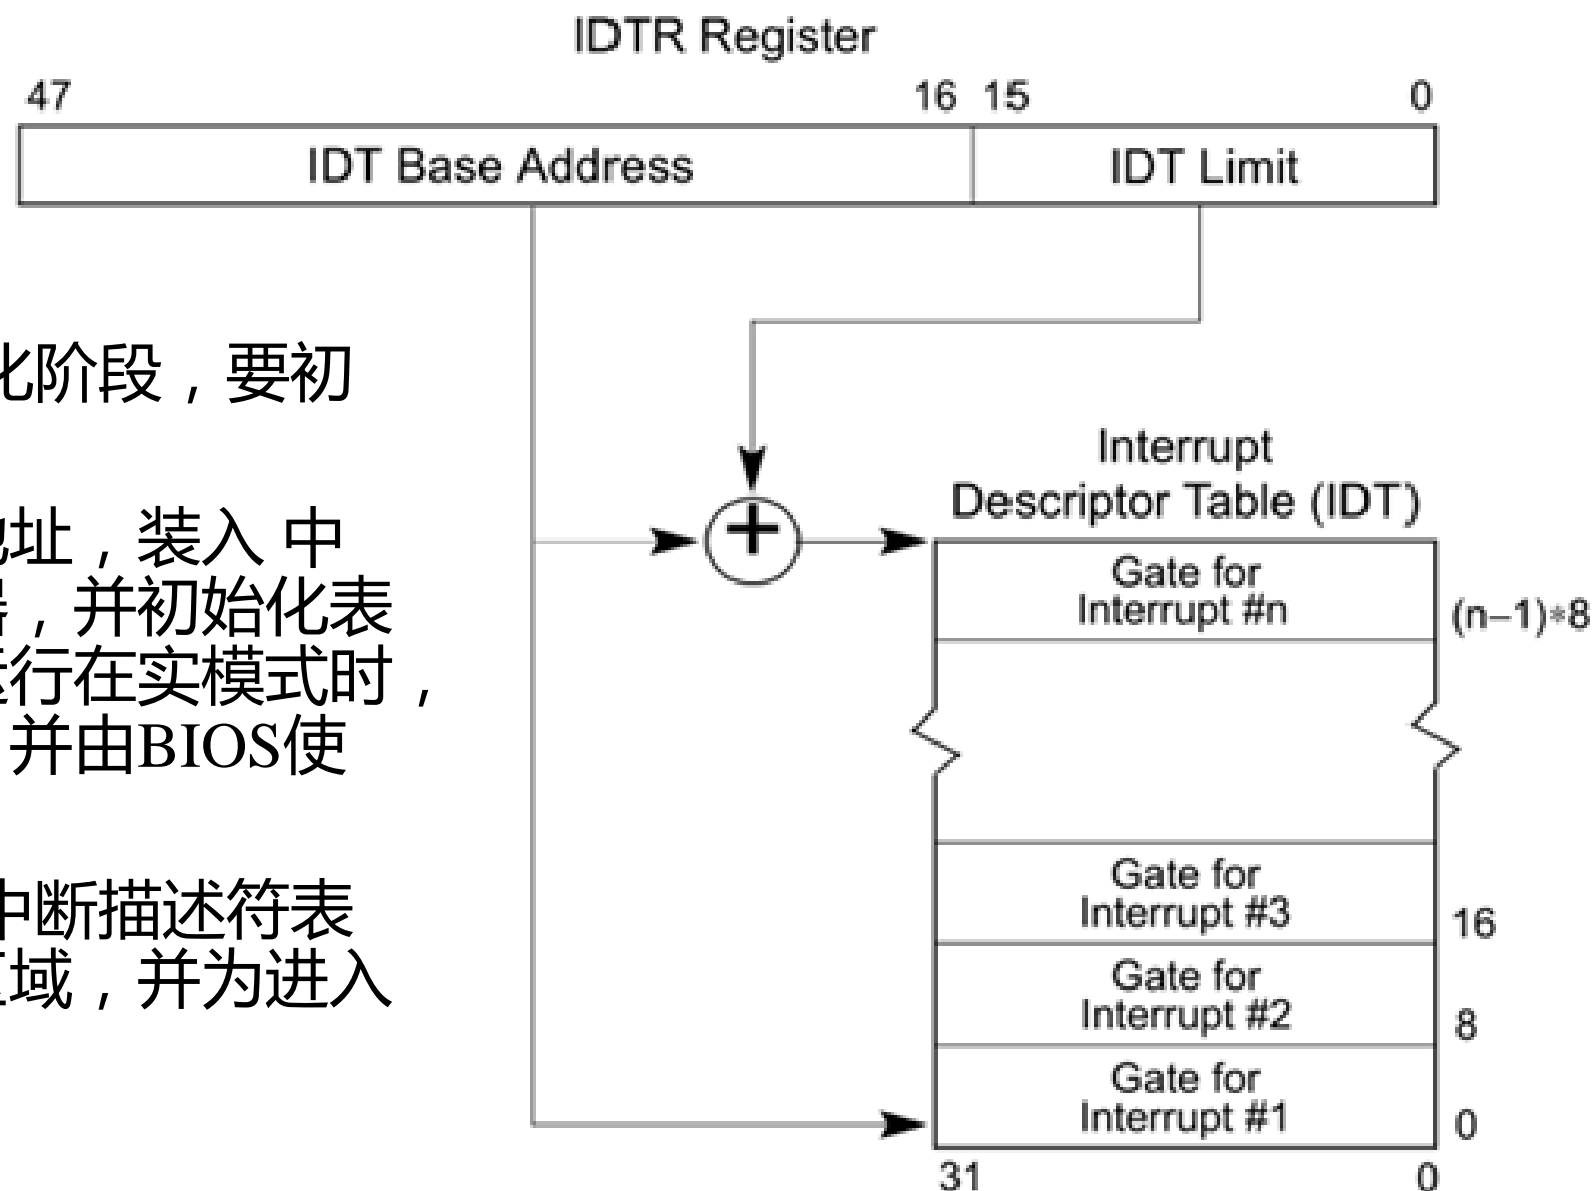 IDTR Register
47 16 15 0
IDT Base Address IDT Limit
化阶段，要初
址，装入 中
，并初始化表
行在实模式时，
并由BIOS使
中断描述符表
区域，并为进入
+
Interrupt
Descriptor Table (IDT)
Gate for
Interrupt #n
(n−1)*8
Gate for
Interrupt #3
16
Gate for
Interrupt #2
8
Gate for
Interrupt #1
0
31 0